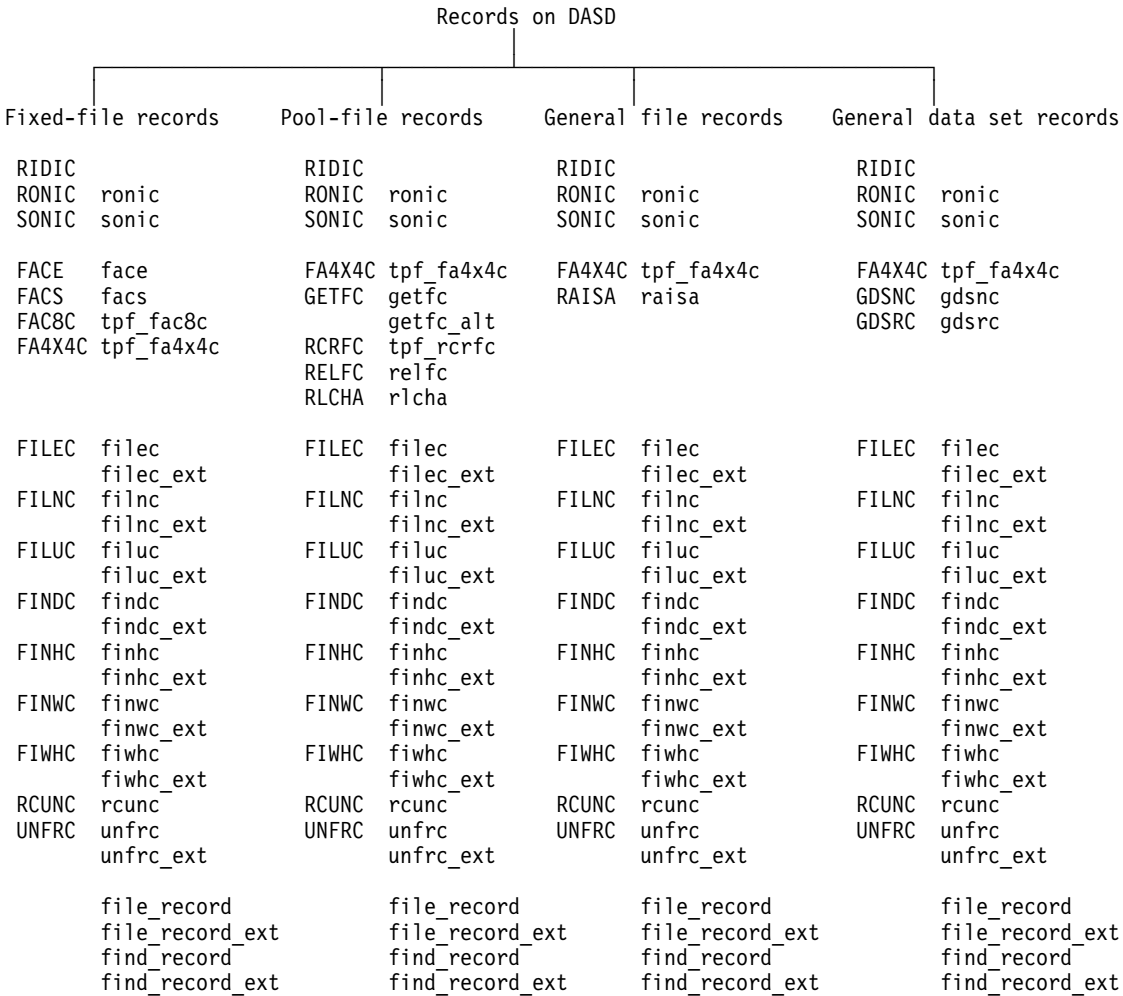 Records on DASD
Fixed-file records Pool-file records General file records General data set records
RIDIC RIDIC RIDIC RIDIC
RONIC ronic RONIC ronic RONIC ronic RONIC ronic
SONIC sonic SONIC sonic SONIC sonic SONIC sonic
FACE face FA4X4C tpf_fa4x4c FA4X4C tpf_fa4x4c FA4X4C tpf_fa4x4c
FACS facs GETFC getfc RAISA raisa GDSNC gdsnc
FAC8C tpf_fac8c getfc_alt GDSRC gdsrc
FA4X4C tpf_fa4x4c RCRFC tpf_rcrfc
RELFC relfc
RLCHA rlcha
FILEC filec FILEC filec FILEC filec FILEC filec
filec_ext filec_ext filec_ext filec_ext
FILNC filnc FILNC filnc FILNC filnc FILNC filnc
filnc_ext filnc_ext filnc_ext filnc_ext
FILUC filuc FILUC filuc FILUC filuc FILUC filuc
filuc_ext filuc_ext filuc_ext filuc_ext
FINDC findc FINDC findc FINDC findc FINDC findc
findc_ext findc_ext findc_ext findc_ext
FINHC finhc FINHC finhc FINHC finhc FINHC finhc
finhc_ext finhc_ext finhc_ext finhc_ext
FINWC finwc FINWC finwc FINWC finwc FINWC finwc
finwc_ext finwc_ext finwc_ext finwc_ext
FIWHC fiwhc FIWHC fiwhc FIWHC fiwhc FIWHC fiwhc
fiwhc_ext fiwhc_ext fiwhc_ext fiwhc_ext
RCUNC rcunc RCUNC rcunc RCUNC rcunc RCUNC rcunc
UNFRC unfrc UNFRC unfrc UNFRC unfrc UNFRC unfrc
unfrc_ext unfrc_ext unfrc_ext unfrc_ext
file_record file_record file_record file_record
file_record_ext file_record_ext file_record_ext file_record_ext
find_record find_record find_record find_record
find_record_ext find_record_ext find_record_ext find_record_ext